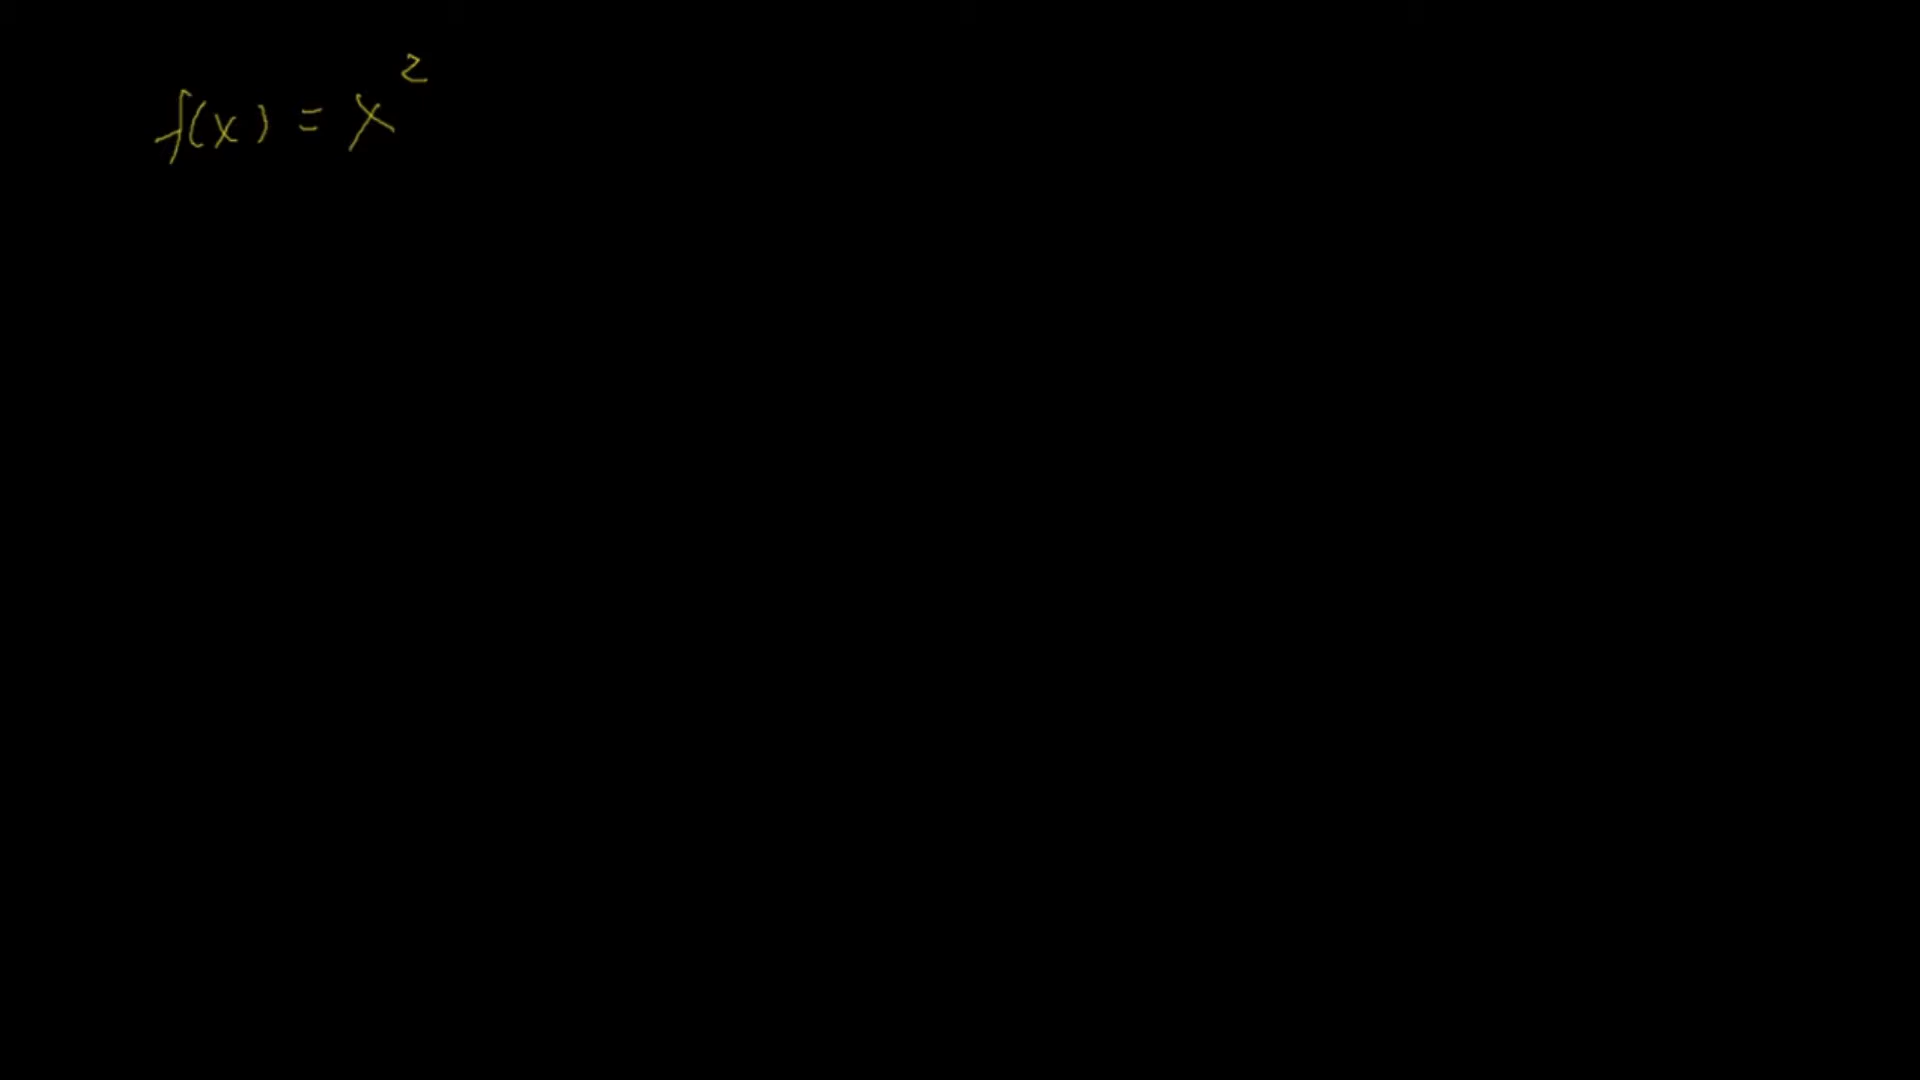 f(x) = x²